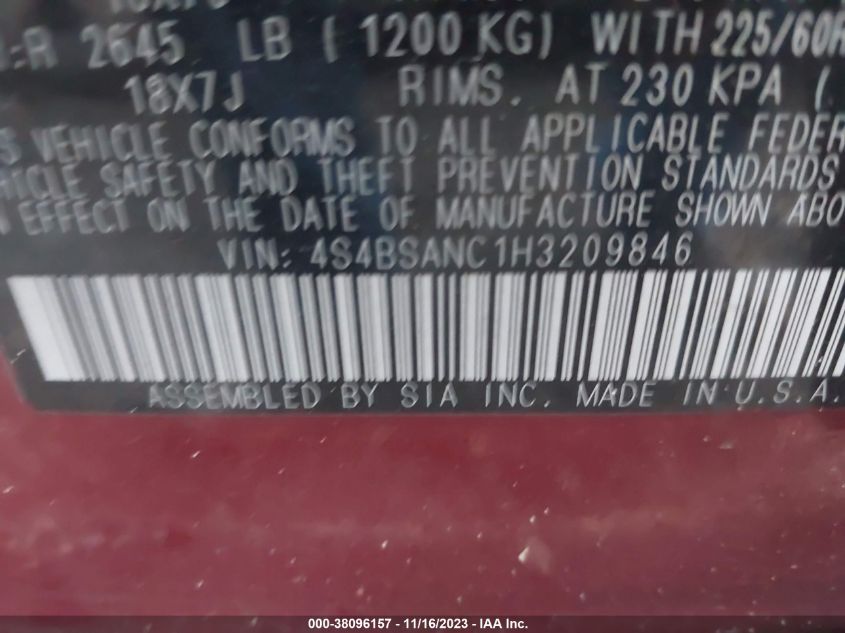 2645 LB ( 1200 KG) WITH 225/60R
18X7J RIMS. AT 230 KPA (
VEHICLE CONFORMS TO ALL APPLICABLE FEDER
HICLE SAFETY AND THEFT PREVENTION STANDARDS
N EFFECT ON THE DATE OF MANUFACTURE SHOWN ABO
VIN: 4S4BSANC1H3209846
ASSEMBLED BY SIA INC. MADE IN U.S.A.
000-38096157 - 11/16/2023 - IAA Inc.